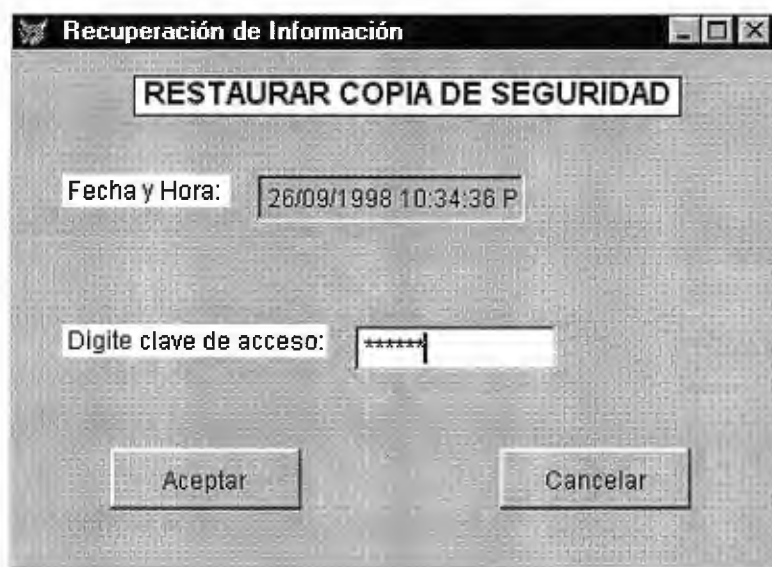 Recuperación de Información
RESTAURAR COPIA DE SEGURIDAD
Fecha y Hora: 26/09/1998 10:34:36 P
Digite clave de acceso: ******
Aceptar Cancelar